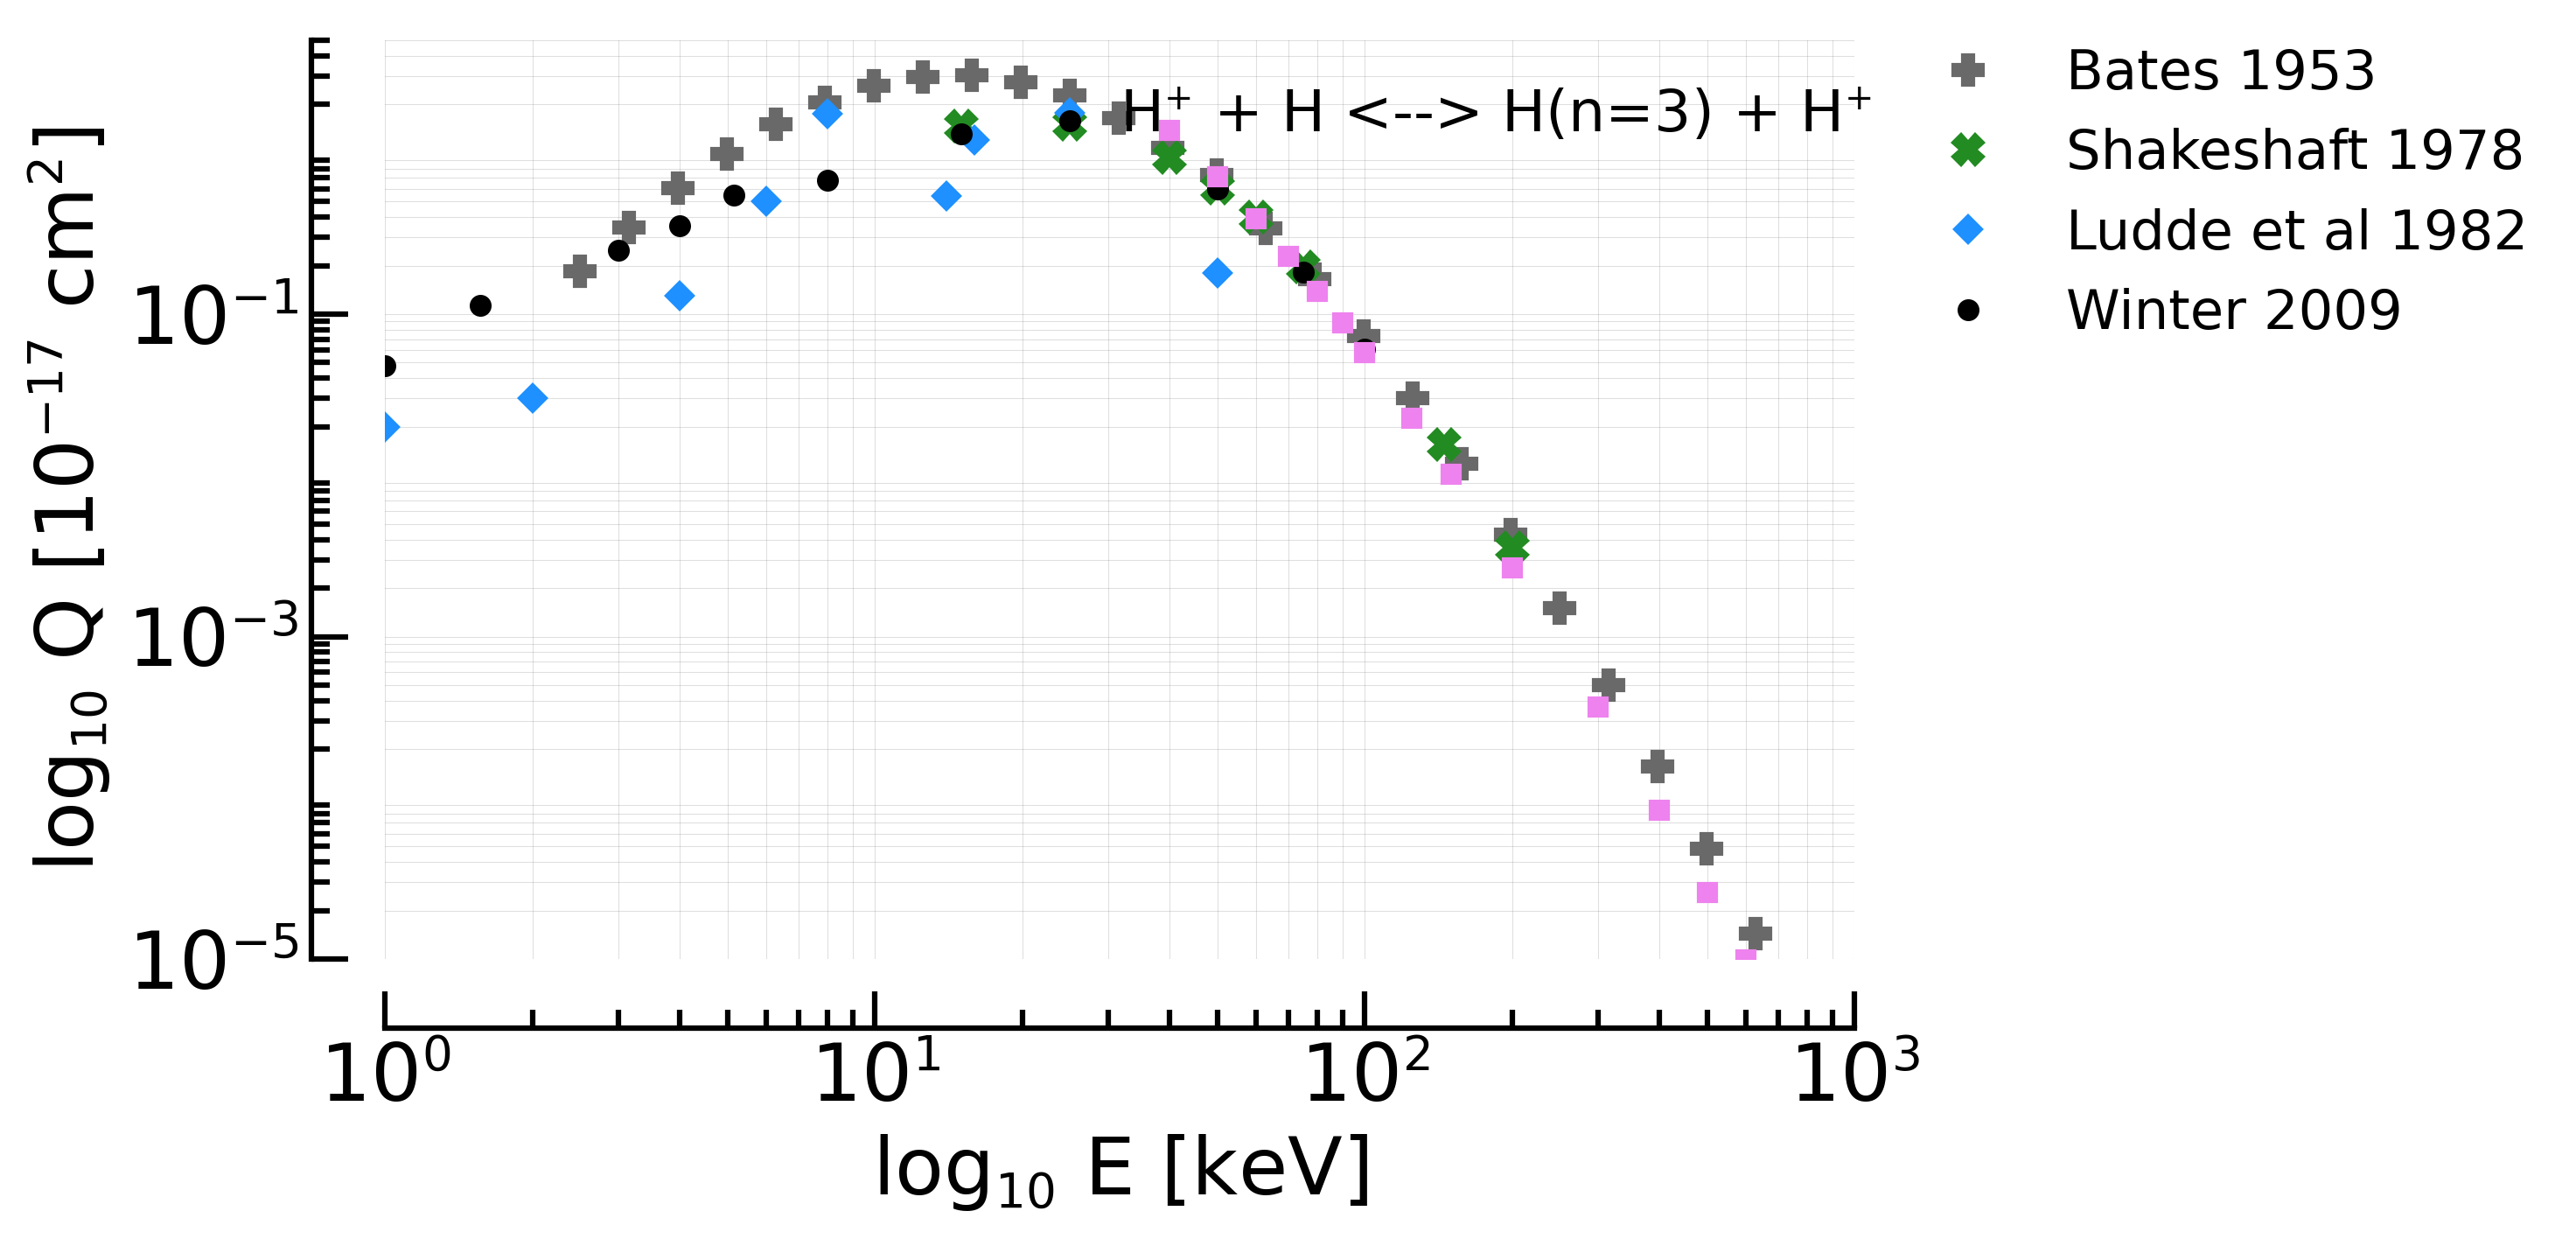 H⁺ + H <--> H(n=3) + H⁺
Bates 1953
Shakeshaft 1978
Ludde et al 1982
Winter 2009
log₁₀ Q [10⁻¹⁷ cm²]
10⁻¹
10⁻³
10⁻⁵
10⁰ 10¹ 10² 10³
log₁₀ E [keV]